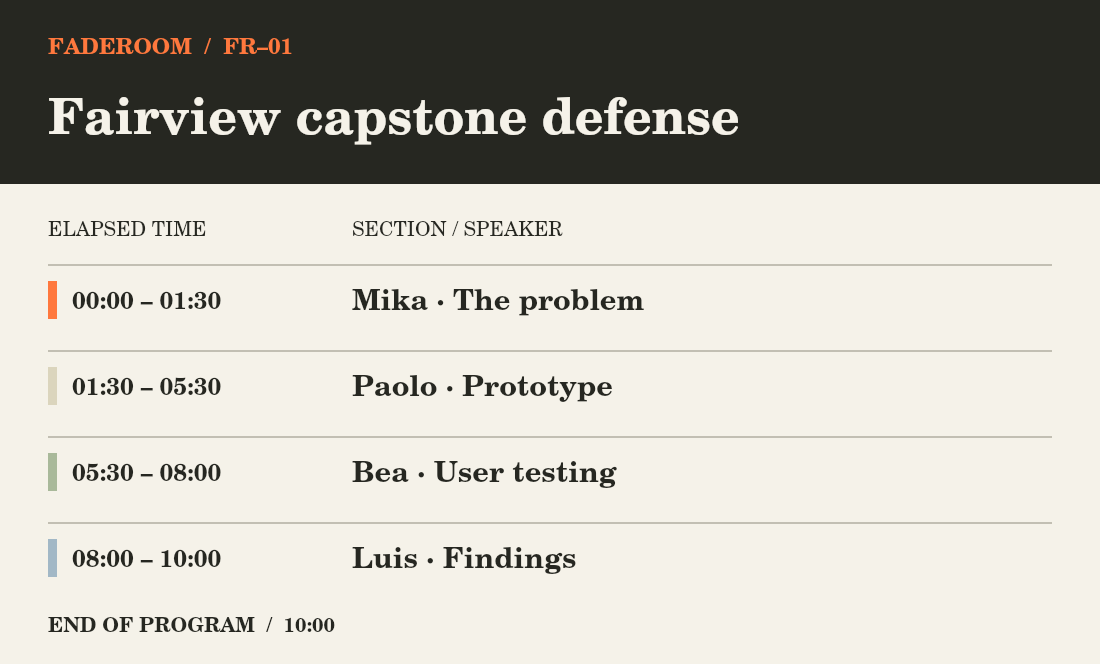 FADEROOM / FR–01
Fairview capstone defense
ELAPSED TIME SECTION / SPEAKER
00:00 – 01:30 Mika · The problem
01:30 – 05:30 Paolo · Prototype
05:30 – 08:00 Bea · User testing
08:00 – 10:00 Luis · Findings
END OF PROGRAM / 10:00